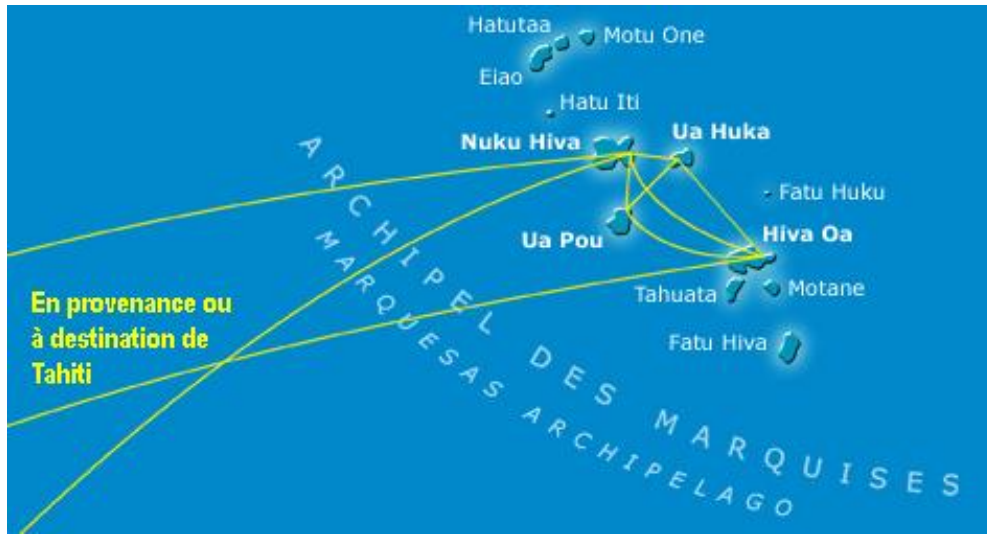 Hatutaa
Motu One
Eiao
Hatu Iti
Nuku Hiva
Ua Huka
Fatu Huku
Ua Pou
Hiva Oa
Tahuata
Motane
Fatu Hiva
En provenance ou
à destination de
Tahiti
ARCHIPEL DES MARQUISES
MARQUESAS ARCHIPELAGO